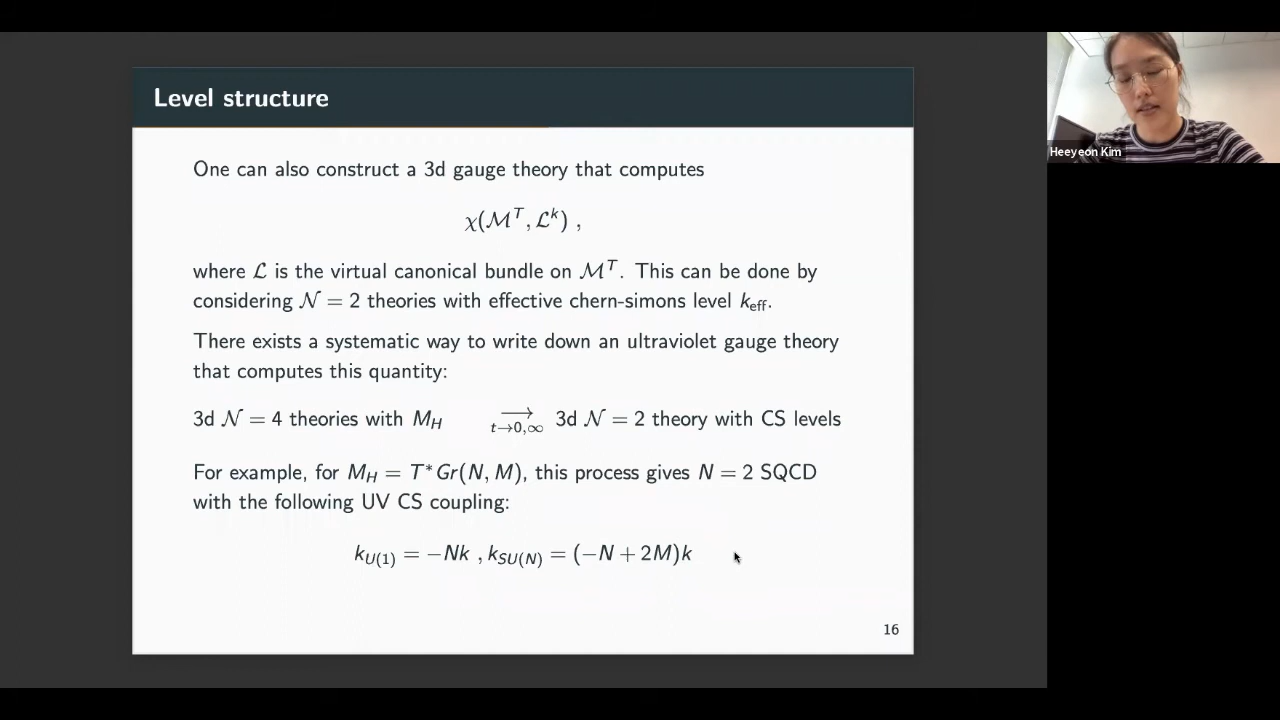 Level structure
One can also construct a 3d gauge theory that computes
χ(ℳ^T, ℒ^k) ,
where ℒ is the virtual canonical bundle on ℳ^T. This can be done by
considering 𝒩 = 2 theories with effective chern-simons level k_eff.
There exists a systematic way to write down an ultraviolet gauge theory
that computes this quantity:
3d 𝒩 = 4 theories with M_H ⟶_{t→0,∞} 3d 𝒩 = 2 theory with CS levels
For example, for M_H = T*Gr(N, M), this process gives N = 2 SQCD
with the following UV CS coupling:
k_{U(1)} = −Nk , k_{SU(N)} = (−N + 2M)k
16
Heeyeon Kim